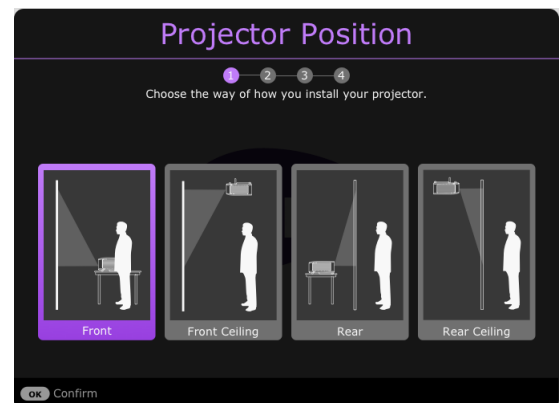 Projector Position
1 2 3 4
Choose the way of how you install your projector.
Front
Front Ceiling
Rear
Rear Ceiling
OK Confirm